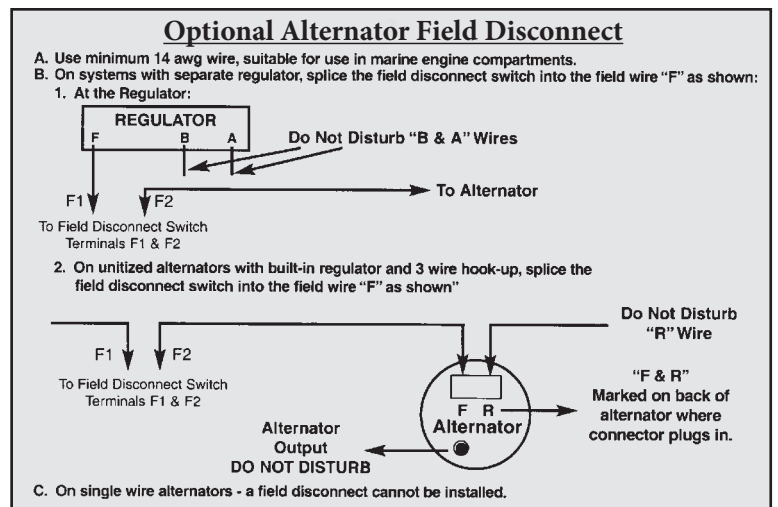 Optional Alternator Field Disconnect
A. Use minimum 14 awg wire, suitable for use in marine engine compartments.
B. On systems with separate regulator, splice the field disconnect switch into the field wire “F” as shown:
1. At the Regulator:
REGULATOR
F B A
Do Not Disturb “B & A” Wires
F1 F2
To Alternator
To Field Disconnect Switch
Terminals F1 & F2
2. On unitized alternators with built-in regulator and 3 wire hook-up, splice the
field disconnect switch into the field wire “F” as shown”
Do Not Disturb
“R” Wire
F1 F2
To Field Disconnect Switch
Terminals F1 & F2
F R
Alternator
“F & R”
Marked on back of
alternator where
connector plugs in.
Alternator
Output
DO NOT DISTURB
C. On single wire alternators - a field disconnect cannot be installed.